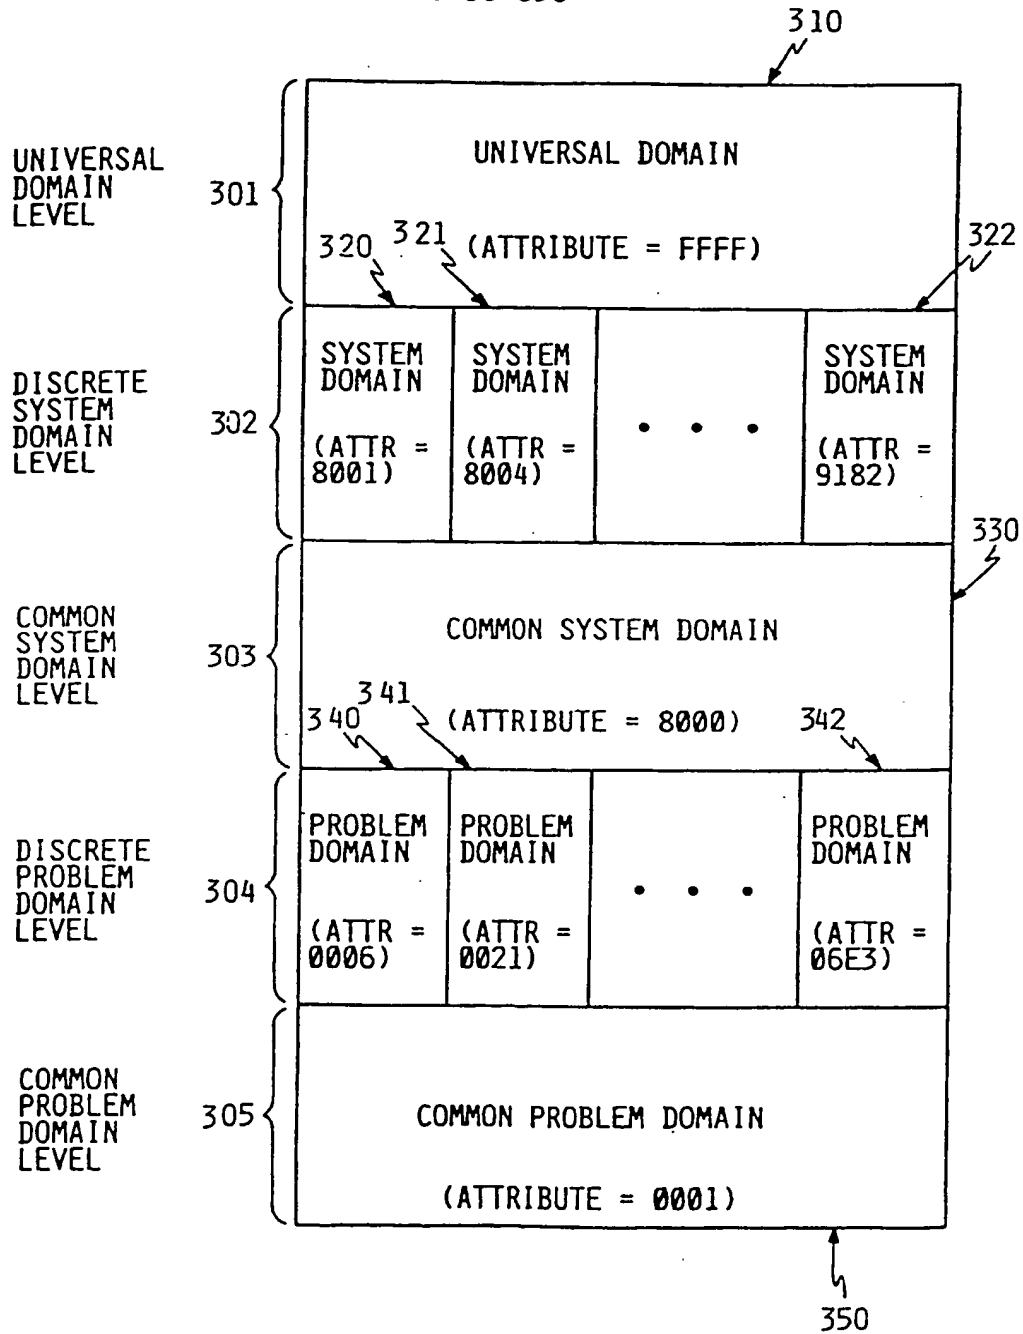 310
UNIVERSAL
DOMAIN
LEVEL
301
UNIVERSAL DOMAIN
320
321
(ATTRIBUTE = FFFF)
322
DISCRETE
SYSTEM
DOMAIN
LEVEL
302
SYSTEM
DOMAIN
(ATTR =
8001)
SYSTEM
DOMAIN
(ATTR =
8004)
• • •
SYSTEM
DOMAIN
(ATTR =
9182)
330
COMMON
SYSTEM
DOMAIN
LEVEL
303
COMMON SYSTEM DOMAIN
340
341
(ATTRIBUTE = 8000)
342
DISCRETE
PROBLEM
DOMAIN
LEVEL
304
PROBLEM
DOMAIN
(ATTR =
0006)
PROBLEM
DOMAIN
(ATTR =
0021)
• • •
PROBLEM
DOMAIN
(ATTR =
06E3)
COMMON
PROBLEM
DOMAIN
LEVEL
305
COMMON PROBLEM DOMAIN
(ATTRIBUTE = 0001)
350